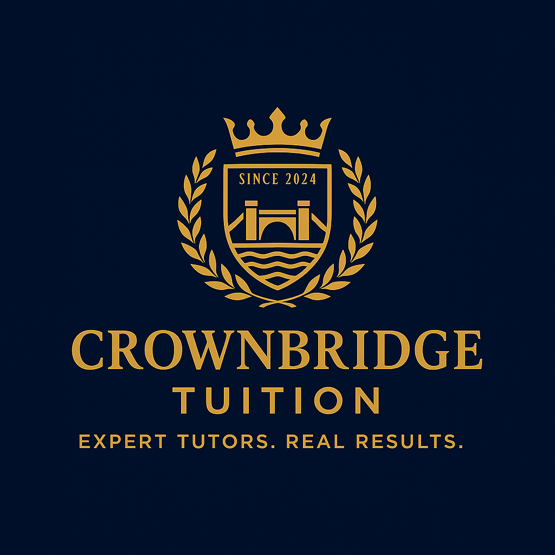 SINCE 2024
CROWNBRIDGE
TUITION
EXPERT TUTORS. REAL RESULTS.